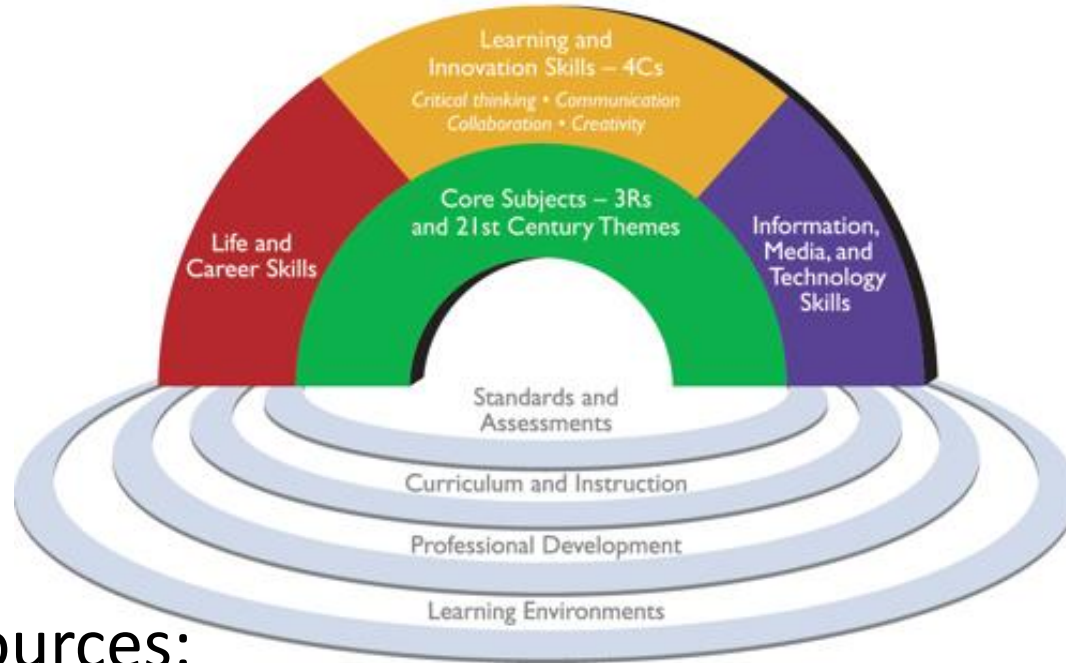 Learning and
Innovation Skills – 4Cs
Critical thinking • Communication
Collaboration • Creativity
Core Subjects – 3Rs
and 21st Century Themes
Life and
Career Skills
Information,
Media, and
Technology
Skills
Standards and
Assessments
Curriculum and Instruction
Professional Development
Learning Environments
ources: